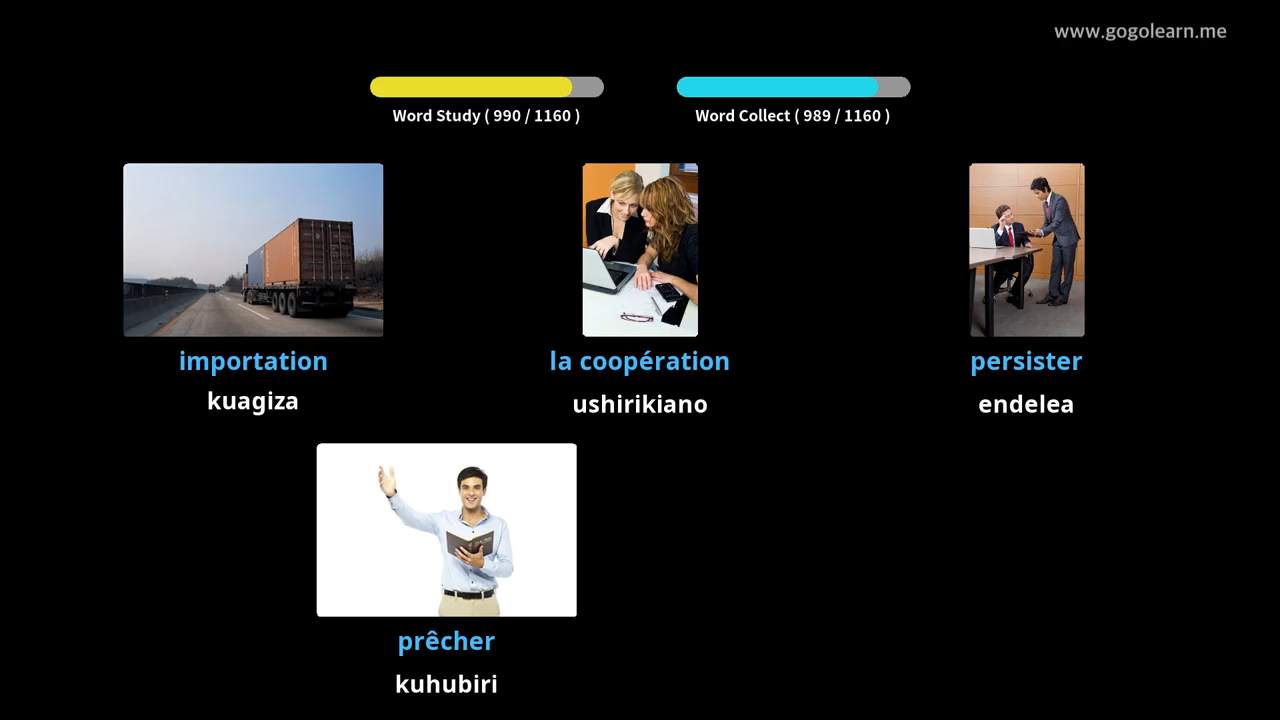 www.gogolearn.me
Word Study ( 990 / 1160 )
Word Collect ( 989 / 1160 )
importation
la coopération
persister
kuagiza
ushirikiano
endelea
prêcher
kuhubiri